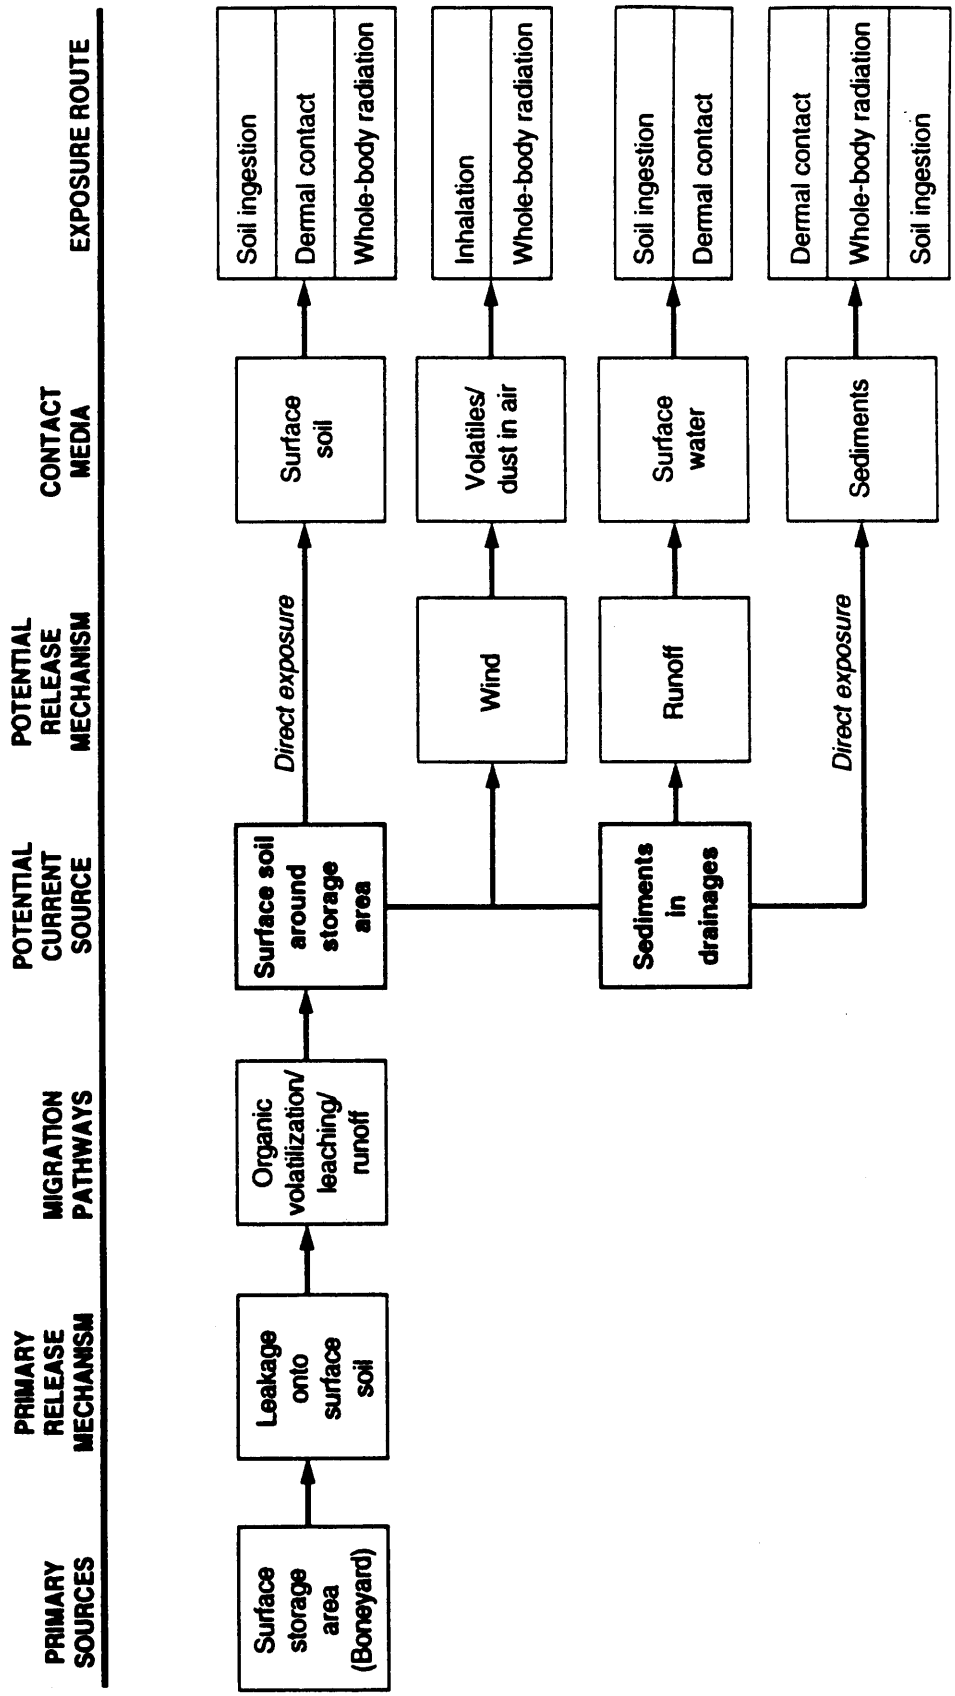 PRIMARY
SOURCES
PRIMARY
RELEASE
MECHANISM
MIGRATION
PATHWAYS
POTENTIAL
CURRENT
SOURCE
POTENTIAL
RELEASE
MECHANISM
CONTACT
MEDIA
EXPOSURE ROUTE
Surface
storage
area
(Boneyard)
Leakage
onto
surface
soil
Organic
volatilization/
leaching/
runoff
Surface soil
around
storage
area
Direct exposure
Surface
soil
Soil ingestion
Dermal contact
Whole-body radiation
Wind
Volatiles/
dust in air
Inhalation
Whole-body radiation
Sediments
in
drainages
Runoff
Surface
water
Soil ingestion
Dermal contact
Direct exposure
Sediments
Dermal contact
Whole-body radiation
Soil ingestion